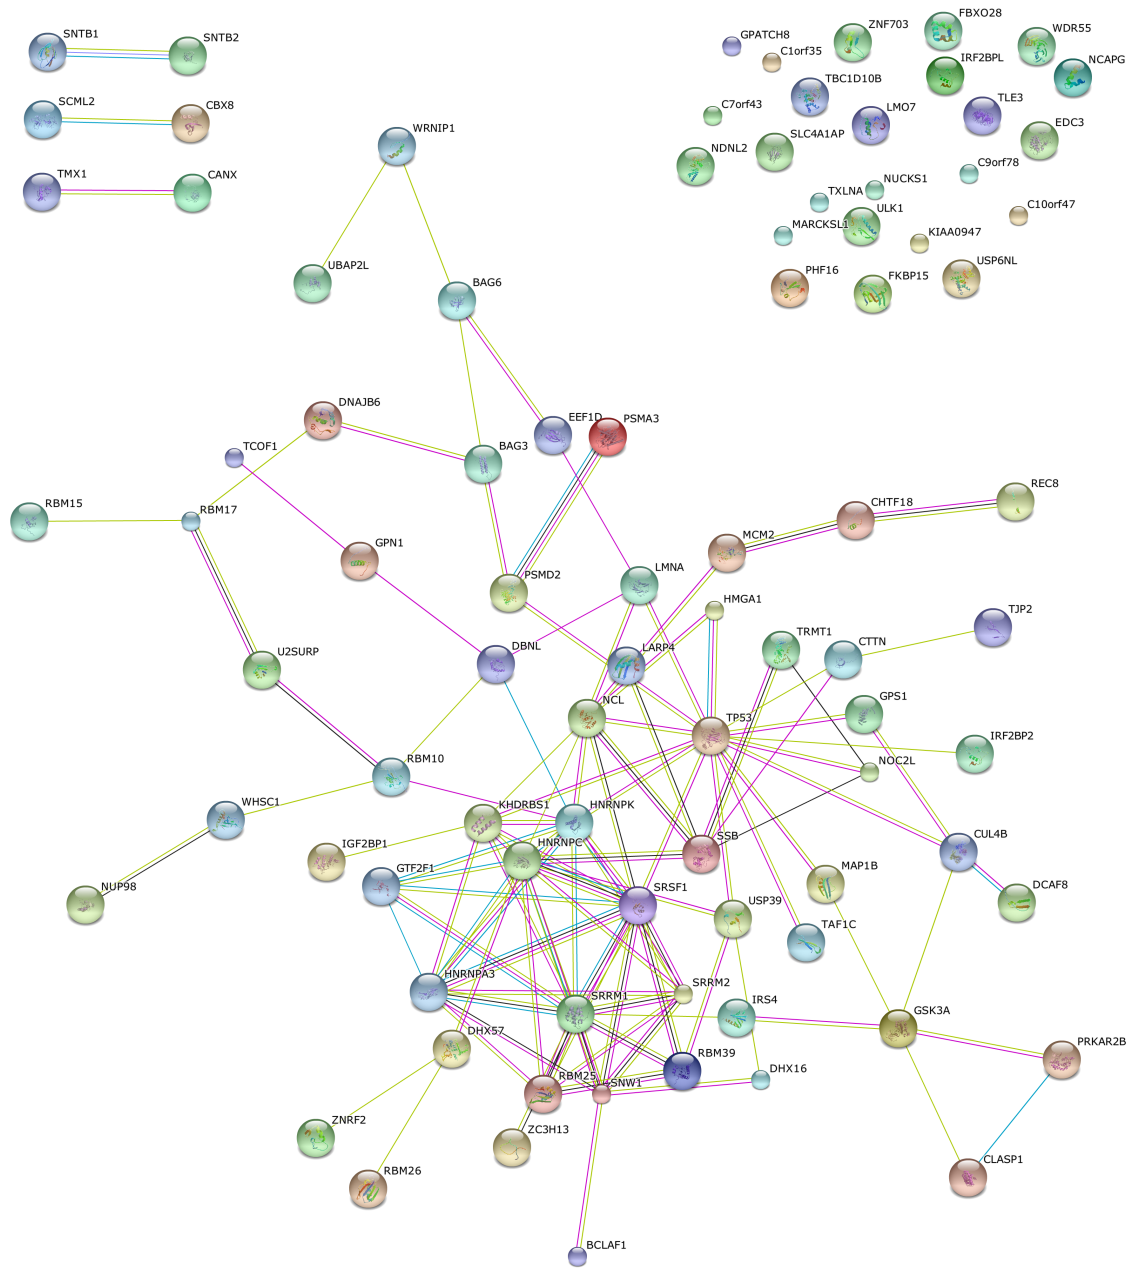 SNTB1
SNTB2
SCML2
CBX8
TMX1
CANX
GPATCH8
C1orf35
ZNF703
FBXO28
WDR55
IRF2BPL
NCAPG
TBC1D10B
LMO7
TLE3
C7orf43
EDC3
SLC4A1AP
NDNL2
C9orf78
NUCKS1
TXLNA
ULK1
C10orf47
MARCKSL1
KIAA0947
PHF16
FKBP15
USP6NL
WRNIP1
UBAP2L
BAG6
DNAJB6
EEF1D
PSMA3
TCOF1
BAG3
RBM15
RBM17
REC8
CHTF18
MCM2
GPN1
PSMD2
LMNA
HMGA1
TJP2
U2SURP
DBNL
LARP4
TRMT1
CTTN
NCL
TP53
GPS1
IRF2BP2
NOC2L
RBM10
WHSC1
KHDRBS1
HNRNPK
IGF2BP1
HNRNPC
SSB
CUL4B
NUP98
GTF2F1
SRSF1
MAP1B
DCAF8
USP39
TAF1C
HNRNPA3
SRRM2
SRRM1
IRS4
GSK3A
DHX57
PRKAR2B
RBM25
SNW1
RBM39
DHX16
ZNRF2
ZC3H13
RBM26
CLASP1
BCLAF1